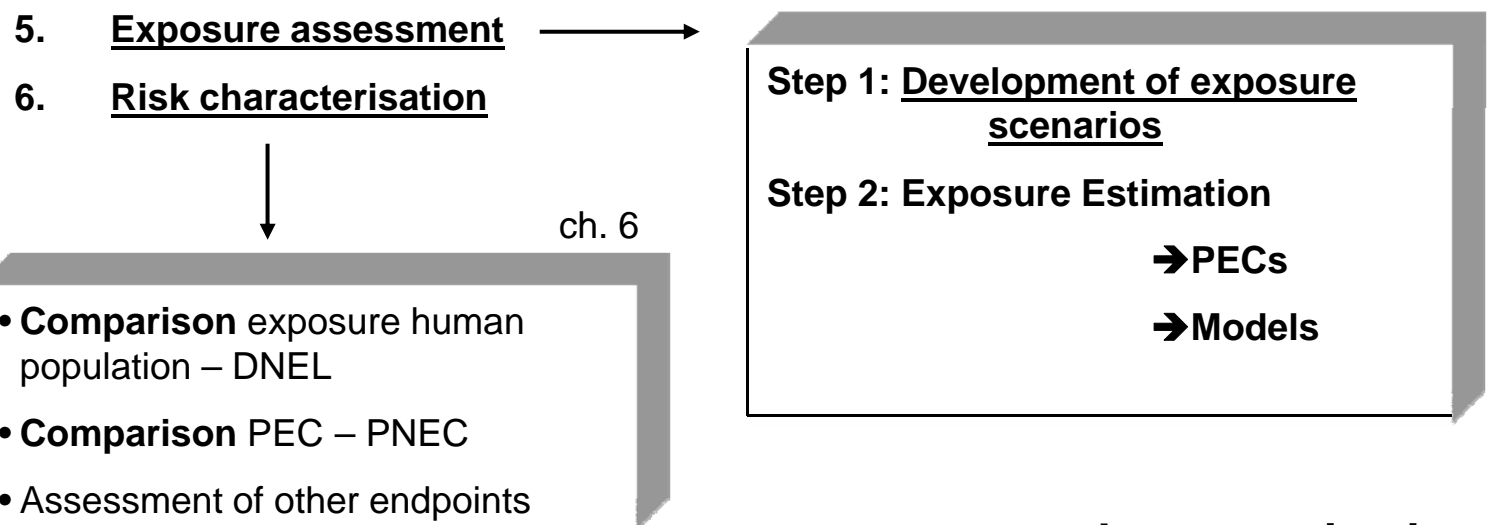 5. Exposure assessment
6. Risk characterisation
ch. 6
• Comparison exposure human
population – DNEL
• Comparison PEC – PNEC
• Assessment of other endpoints
Step 1: Development of exposure
scenarios
Step 2: Exposure Estimation
➔PECs
➔Models